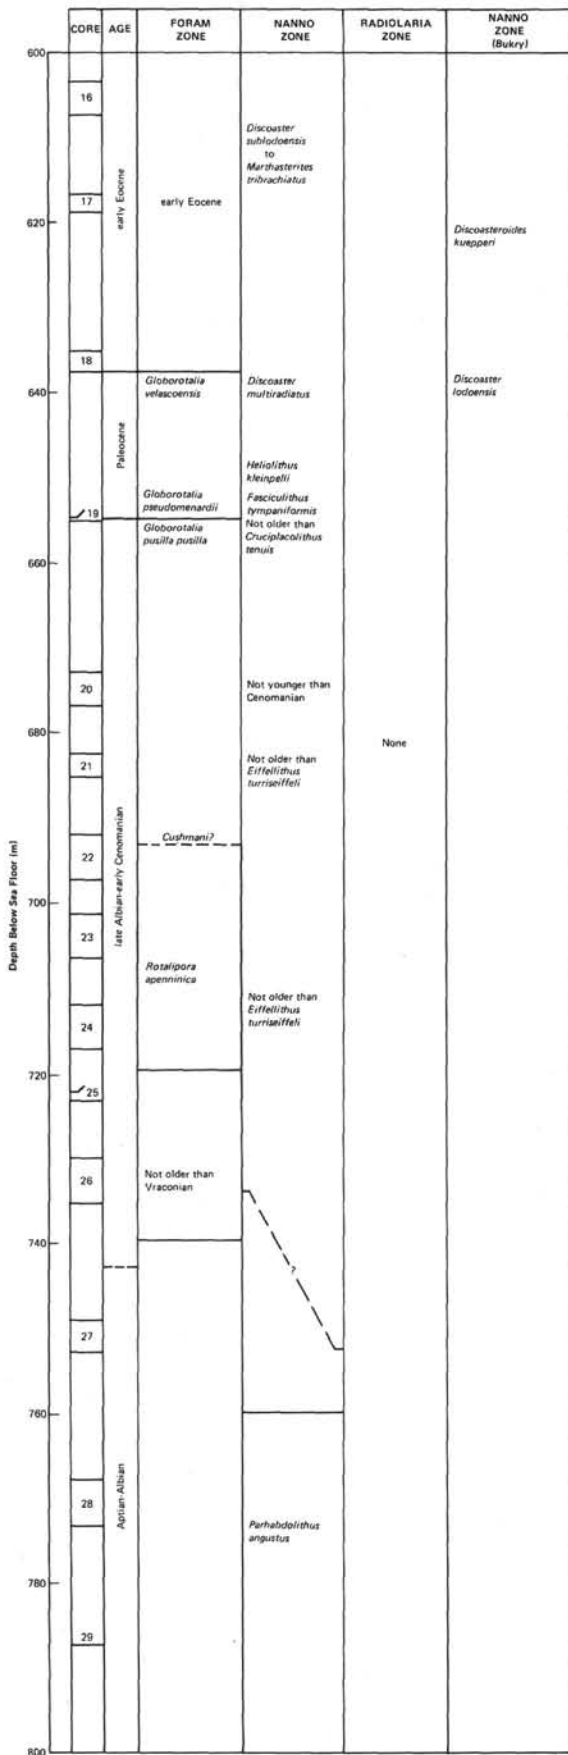 CORE AGE FORAM ZONE NANNO ZONE RADIOLARIA ZONE NANNO ZONE (Bukry)
Depth Below Sea Floor (m)
600
620
640
660
680
700
720
740
760
780
800
16
17
18
19
20
21
22
23
24
25
26
27
28
29
early Eocene
Paleocene
late Albian-early Cenomanian
Aptian-Albian
early Eocene
Globorotalia
velascoensis
Globorotalia
pseudomenardii
Globorotalia
pusilla pusilla
Cushmani?
Rotalipora
apenninica
Not older than
Vraconian
Discoaster
sublodoensis
to
Marthasterites
tribrachiatus
Discoaster
multiradiatus
Heliolithus
kleinpelli
Fasciculithus
tympaniformis
Not older than
Cruciplacolithus
tenuis
Not younger than
Cenomanian
Not older than
Eiffellithus
turriseiffeli
Not older than
Eiffellithus
turriseiffeli
?
Parhabdolithus
angustus
None
Discoasteroides
kuepperi
Discoaster
lodoensis